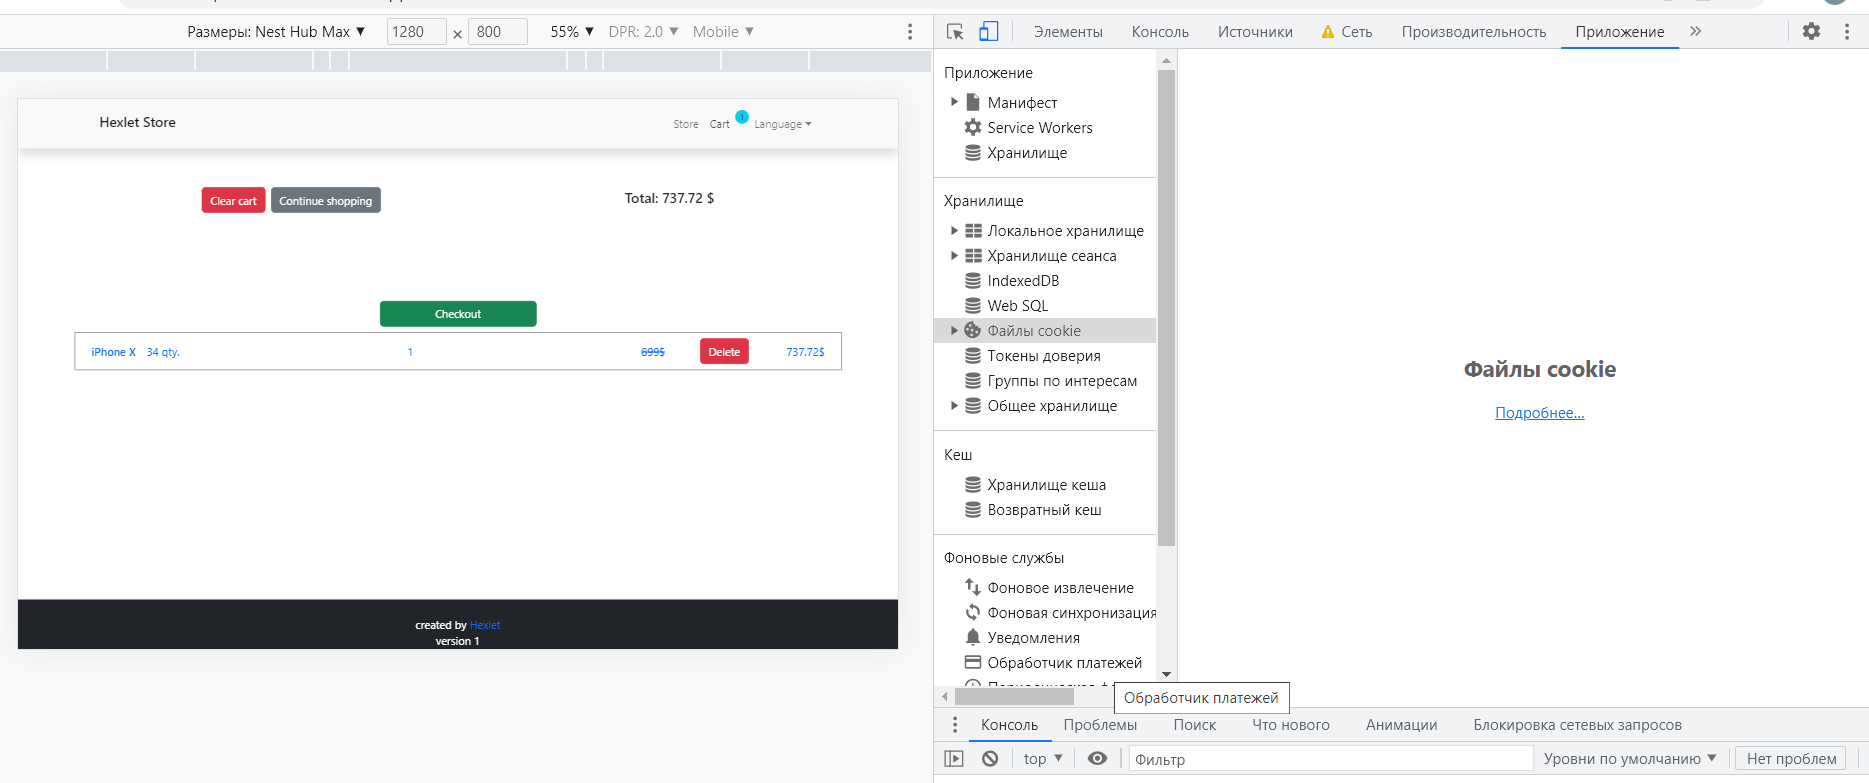 Размеры: Nest Hub Max ▼ 1280 × 800 55% ▼ DPR: 2.0 ▼ Mobile ▼
Hexlet Store
Store Cart 1 Language
Clear cart Continue shopping
Total: 737.72 $
Checkout
iPhone X 34 qty. 1 899$ Delete 737.72$
created by Hexlet
version 1
Элементы Консоль Источники Сеть Производительность Приложение
Приложение
Манифест
Service Workers
Хранилище
Хранилище
Локальное хранилище
Хранилище сеанса
IndexedDB
Web SQL
Файлы cookie
Токены доверия
Группы по интересам
Общее хранилище
Кеш
Хранилище кеша
Возвратный кеш
Фоновые службы
Фоновое извлечение
Фоновая синхронизация
Уведомления
Обработчик платежей
Обработчик платежей
Файлы cookie
Подробнее...
Консоль Проблемы Поиск Что нового Анимации Блокировка сетевых запросов
top ▼ Фильтр Уровни по умолчанию ▼ Нет проблем